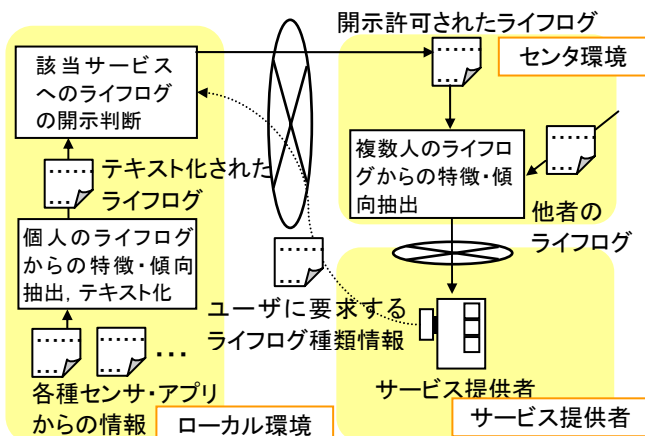 開示許可されたライフログ
センタ環境
該当サービス
へのライフログ
の開示判断
複数人のライフロ
グからの特徴・傾
向抽出
テキスト化された
ライフログ
他者の
ライフログ
個人のライフログ
からの特徴・傾向
抽出，テキスト化
ユーザに要求する
ライフログ種類情報
・・・
各種センサ・アプリ
からの情報
ローカル環境
サービス提供者
サービス提供者